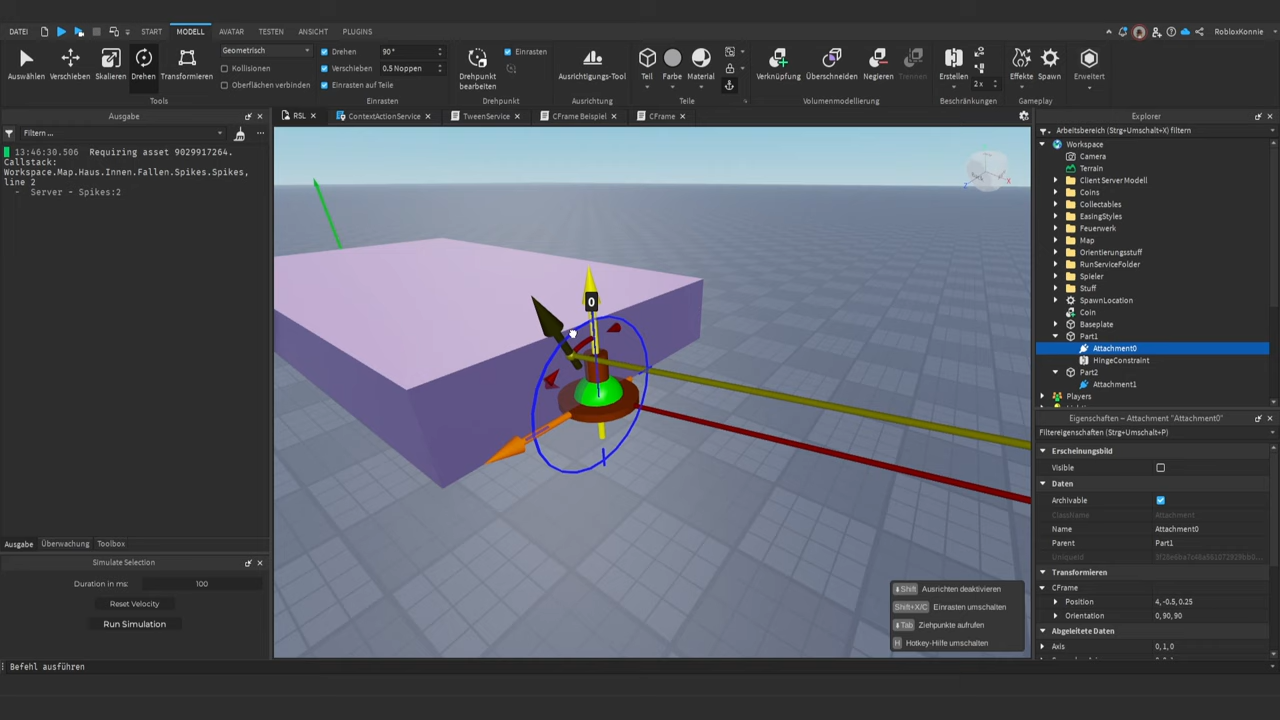 DATEI START MODELL AVATAR TESTEN ANSICHT PLUGINS RobloxKonnie
Auswählen Verschieben Skalieren Drehen Transformieren
Geometrisch
Kollisionen
Oberflächen verbinden
Tools
Drehen 90°
Verschieben 0.5 Noppen
Einrasten auf Teile
Einrasten
Drehpunkt bearbeiten
Einrasten
Drehpunkt
Ausrichtungs-Tool
Ausrichtung
Teil Farbe Material
Teile
Verknüpfung Überschneiden Negieren Trennen
Volumenmodellierung
Erstellen
2 x
Beschränkungen
Effekte Spawn
Gameplay
Erweitert
Ausgabe
Filtern ...
13:46:30.506 Requiring asset 9029917264.
Callstack:
Workspace.Map.Haus.Innen.Fallen.Spikes.Spikes,
line 2
- Server - Spikes:2
Ausgabe Überwachung Toolbox
Simulate Selection
Duration in ms: 100
Reset Velocity
Run Simulation
Befehl ausführen
RSL ContextActionService TweenService CFrame Beispiel CFrame
0
Shift Ausrichten deaktivieren
Shift+X/C Einrasten umschalten
Tab Ziehpunkte aufrufen
H Hotkey-Hilfe umschalten
Explorer
Arbeitsbereich (Strg+Umschalt+X) filtern
Workspace
Camera
Terrain
Client Server Modell
Coins
Collectables
EasingStyles
Feuerwerk
Map
Orientierungsstuff
RunServiceFolder
Spieler
Stuff
SpawnLocation
Coin
Baseplate
Part1
Attachment0
HingeConstraint
Part2
Attachment1
Players
Eigenschaften – Attachment "Attachment0"
Filtereigenschaften (Strg+Umschalt+P)
Erscheinungsbild
Visible
Daten
Archivable
ClassName Attachment
Name Attachment0
Parent Part1
UniqueId
Transformieren
CFrame
Position 4,-0.5,0.25
Orientation 0,90,90
Abgeleitete Daten
Axis 0,1,0